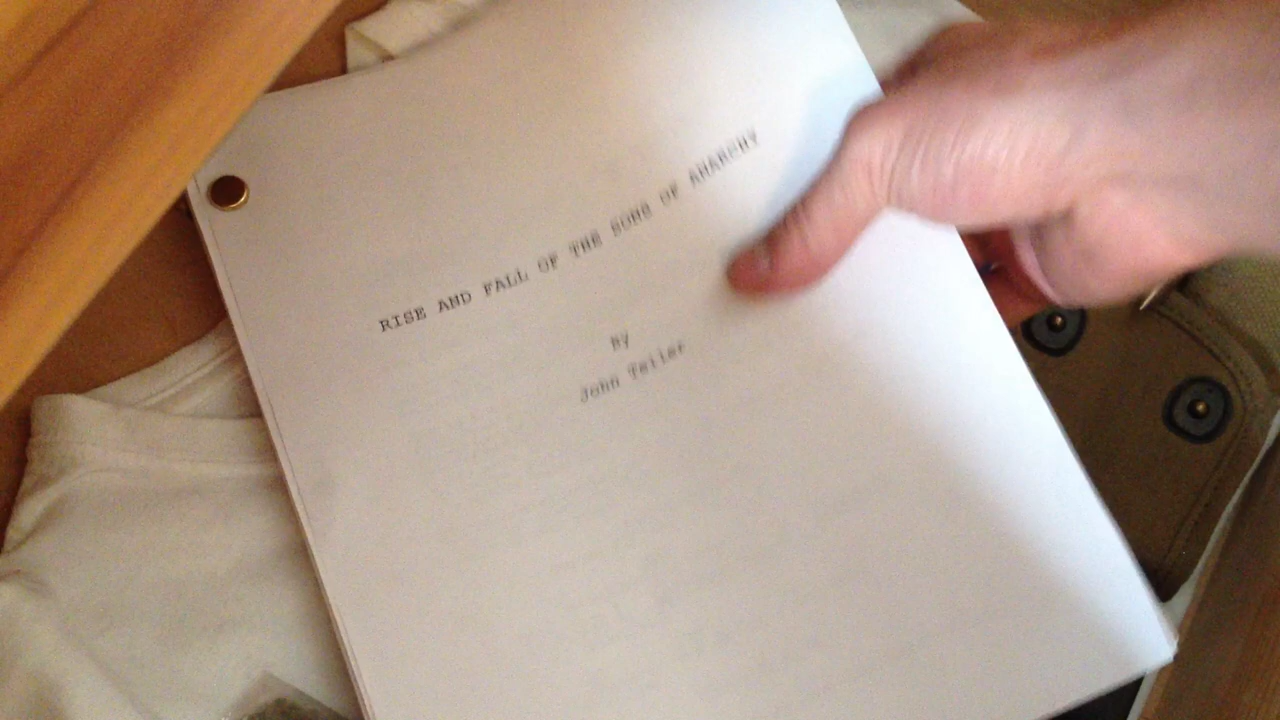 RISE AND FALL OF THE SONS OF ANARCHY
By
John Teller